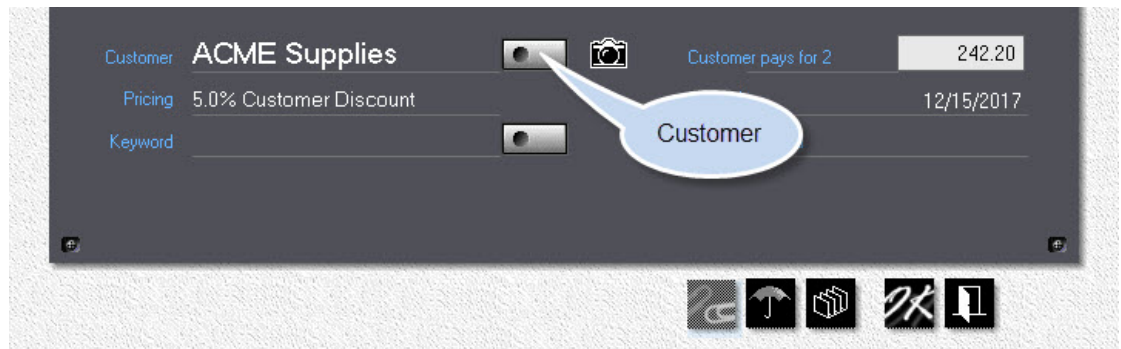 Customer ACME Supplies Customer pays for 2 242.20
Pricing 5.0% Customer Discount 12/15/2017
Customer
Keyword
OK